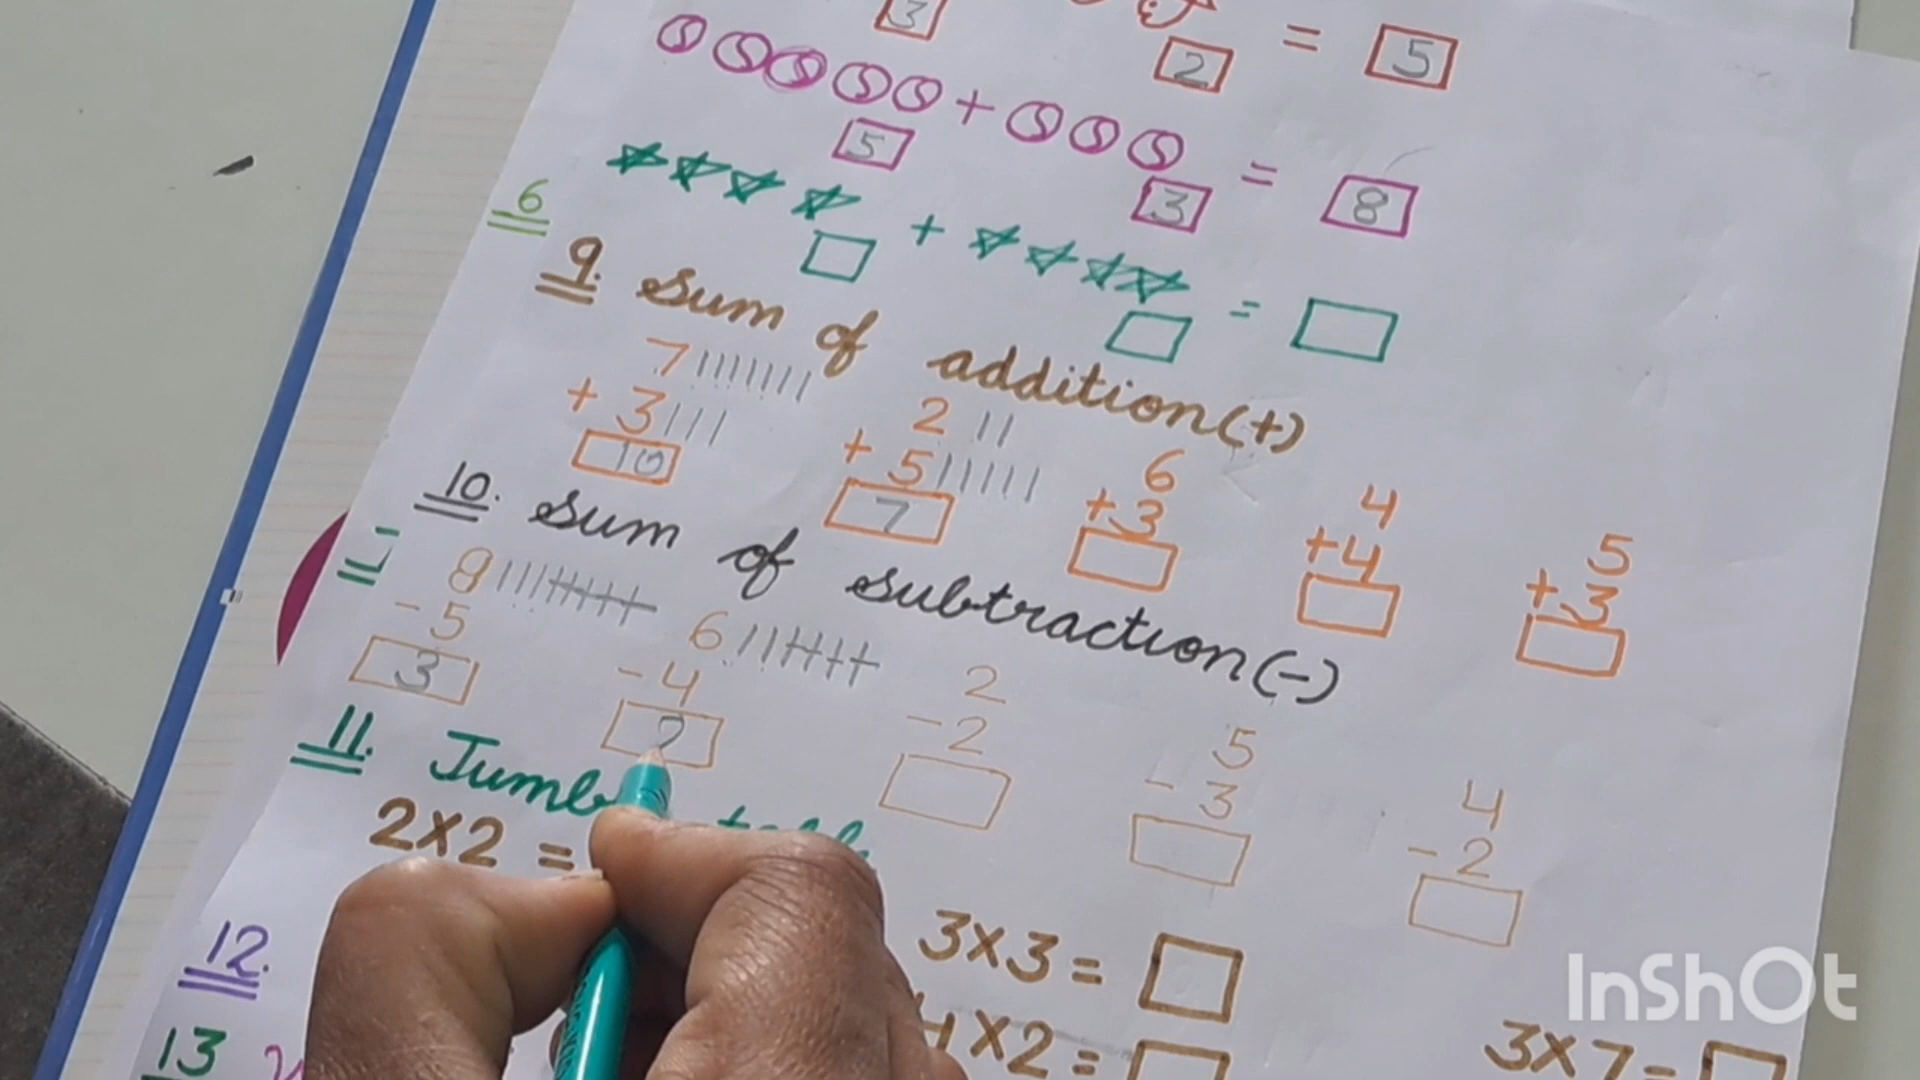 3 2 = 5
+ =
5 3 8
6
+ =
9. Sum of addition (+)
7 2 6 4 5
+ 3 + 5 + 3 + 4 + 3
10 7
10. Sum of subtraction (-)
8 6 2 5 4
- 5 - 4 - 2 - 3 - 2
3 2
11.
2X2 = 3X3 =
12. X2 = 3X7 =
13
InShOt